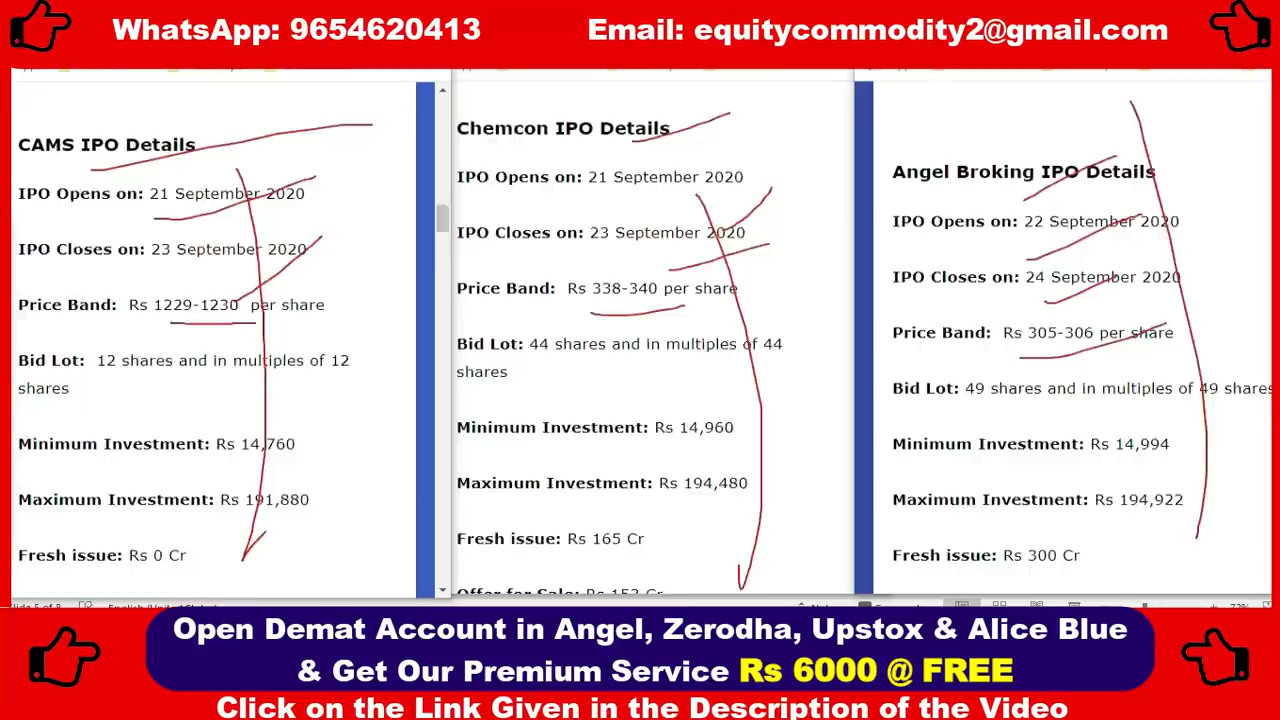 WhatsApp: 9654620413
Email: equitycommodity2@gmail.com
CAMS IPO Details
IPO Opens on: 21 September 2020
IPO Closes on: 23 September 2020
Price Band: Rs 1229-1230 per share
Bid Lot: 12 shares and in multiples of 12
shares
Minimum Investment: Rs 14,760
Maximum Investment: Rs 191,880
Fresh issue: Rs 0 Cr
Chemcon IPO Details
IPO Opens on: 21 September 2020
IPO Closes on: 23 September 2020
Price Band: Rs 338-340 per share
Bid Lot: 44 shares and in multiples of 44
shares
Minimum Investment: Rs 14,960
Maximum Investment: Rs 194,480
Fresh issue: Rs 165 Cr
Offer for Sale: Rs 153 Cr
Angel Broking IPO Details
IPO Opens on: 22 September 2020
IPO Closes on: 24 September 2020
Price Band: Rs 305-306 per share
Bid Lot: 49 shares and in multiples of 49 shares
Minimum Investment: Rs 14,994
Maximum Investment: Rs 194,922
Fresh issue: Rs 300 Cr
Open Demat Account in Angel, Zerodha, Upstox & Alice Blue
& Get Our Premium Service Rs 6000 @ FREE
Click on the Link Given in the Description of the Video